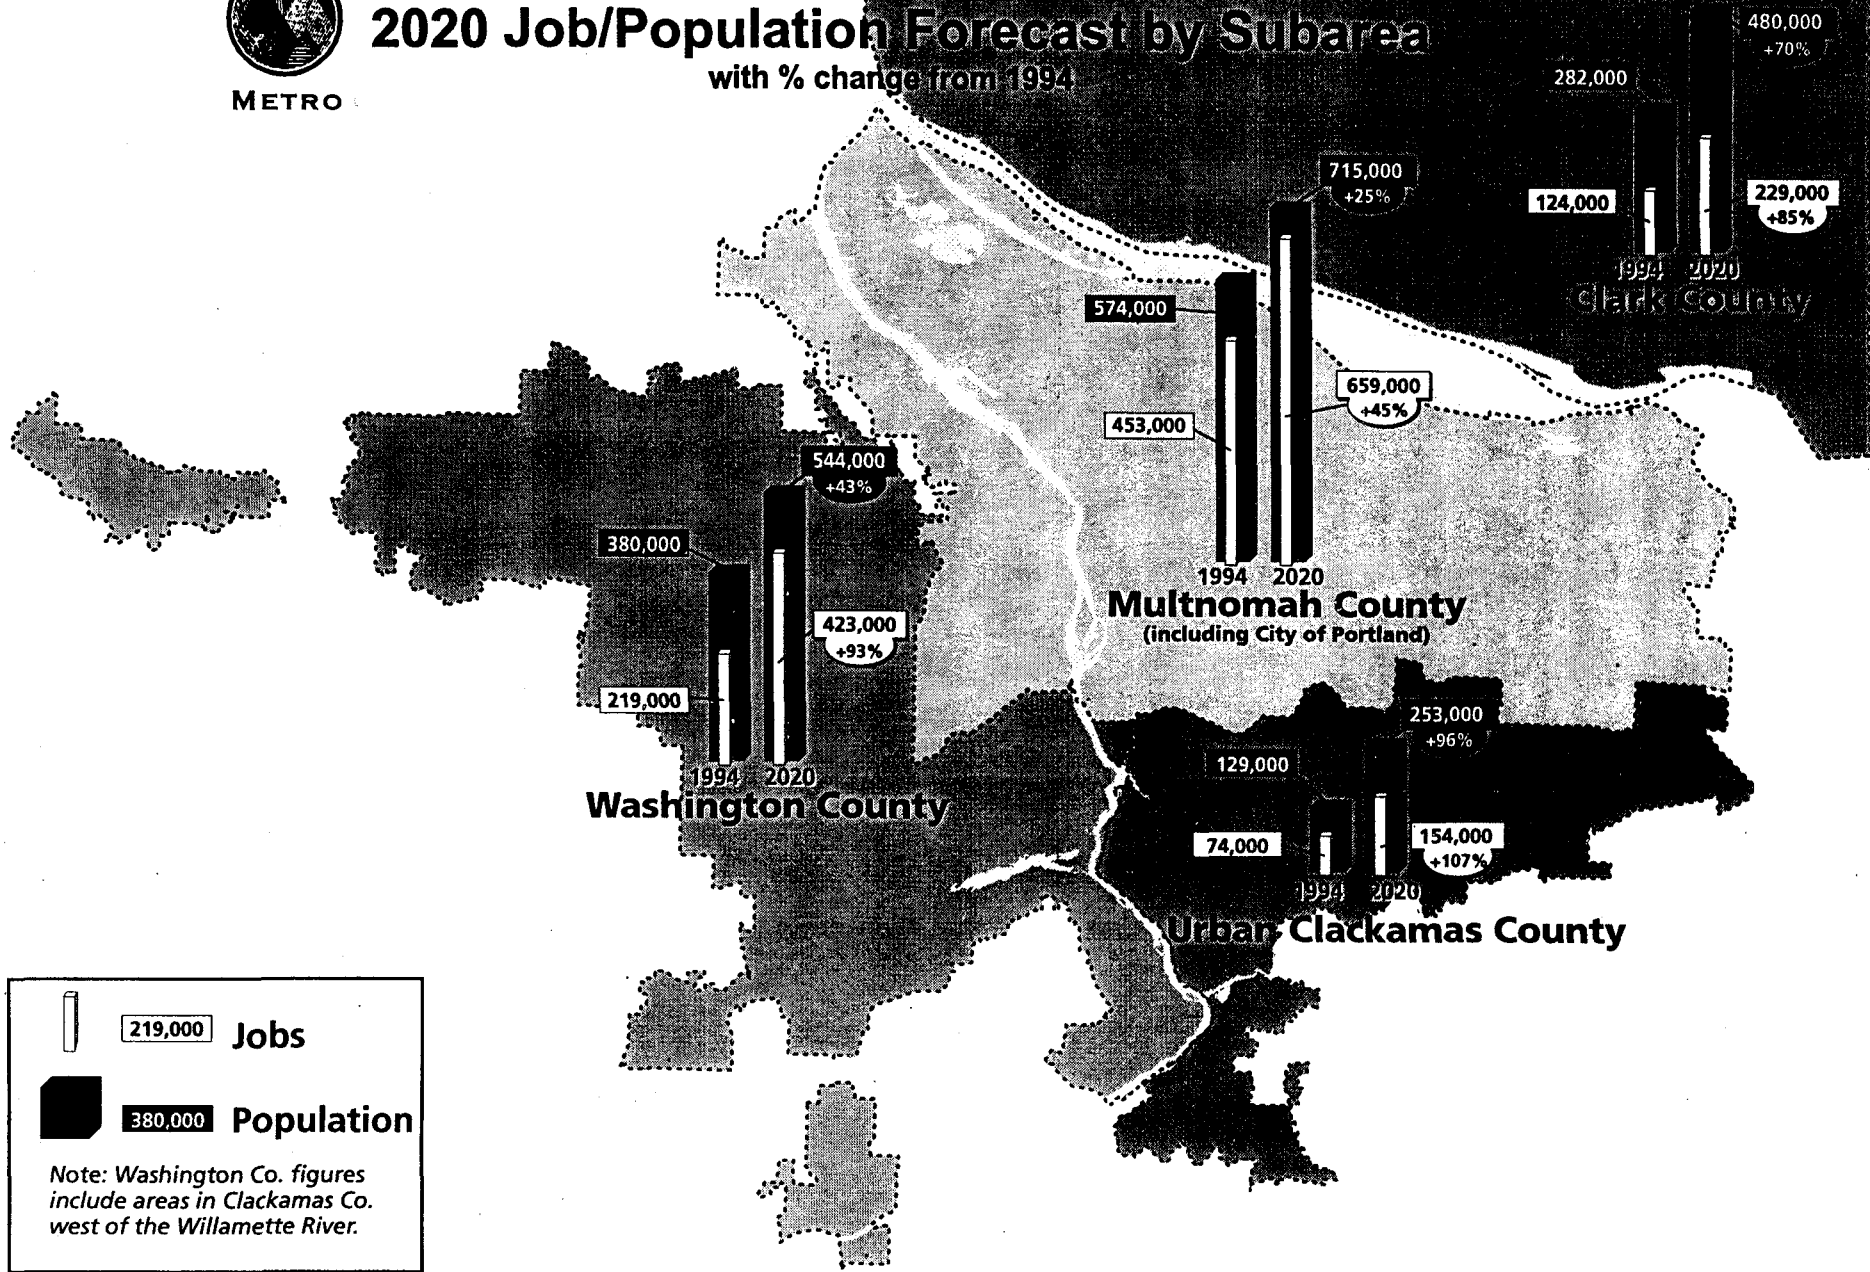 METRO
2020 Job/Population Forecast by Subarea
with % change from 1994
480,000
+70%
282,000
124,000
229,000
+85%
1994 2020
Clark County
715,000
+25%
574,000
453,000
659,000
+45%
1994 2020
Multnomah County
(including City of Portland)
544,000
+43%
380,000
423,000
+93%
219,000
1994 2020
Washington County
253,000
+96%
129,000
74,000
154,000
+107%
1994 2020
Urban Clackamas County
219,000 Jobs
380,000 Population
Note: Washington Co. figures
include areas in Clackamas Co.
west of the Willamette River.